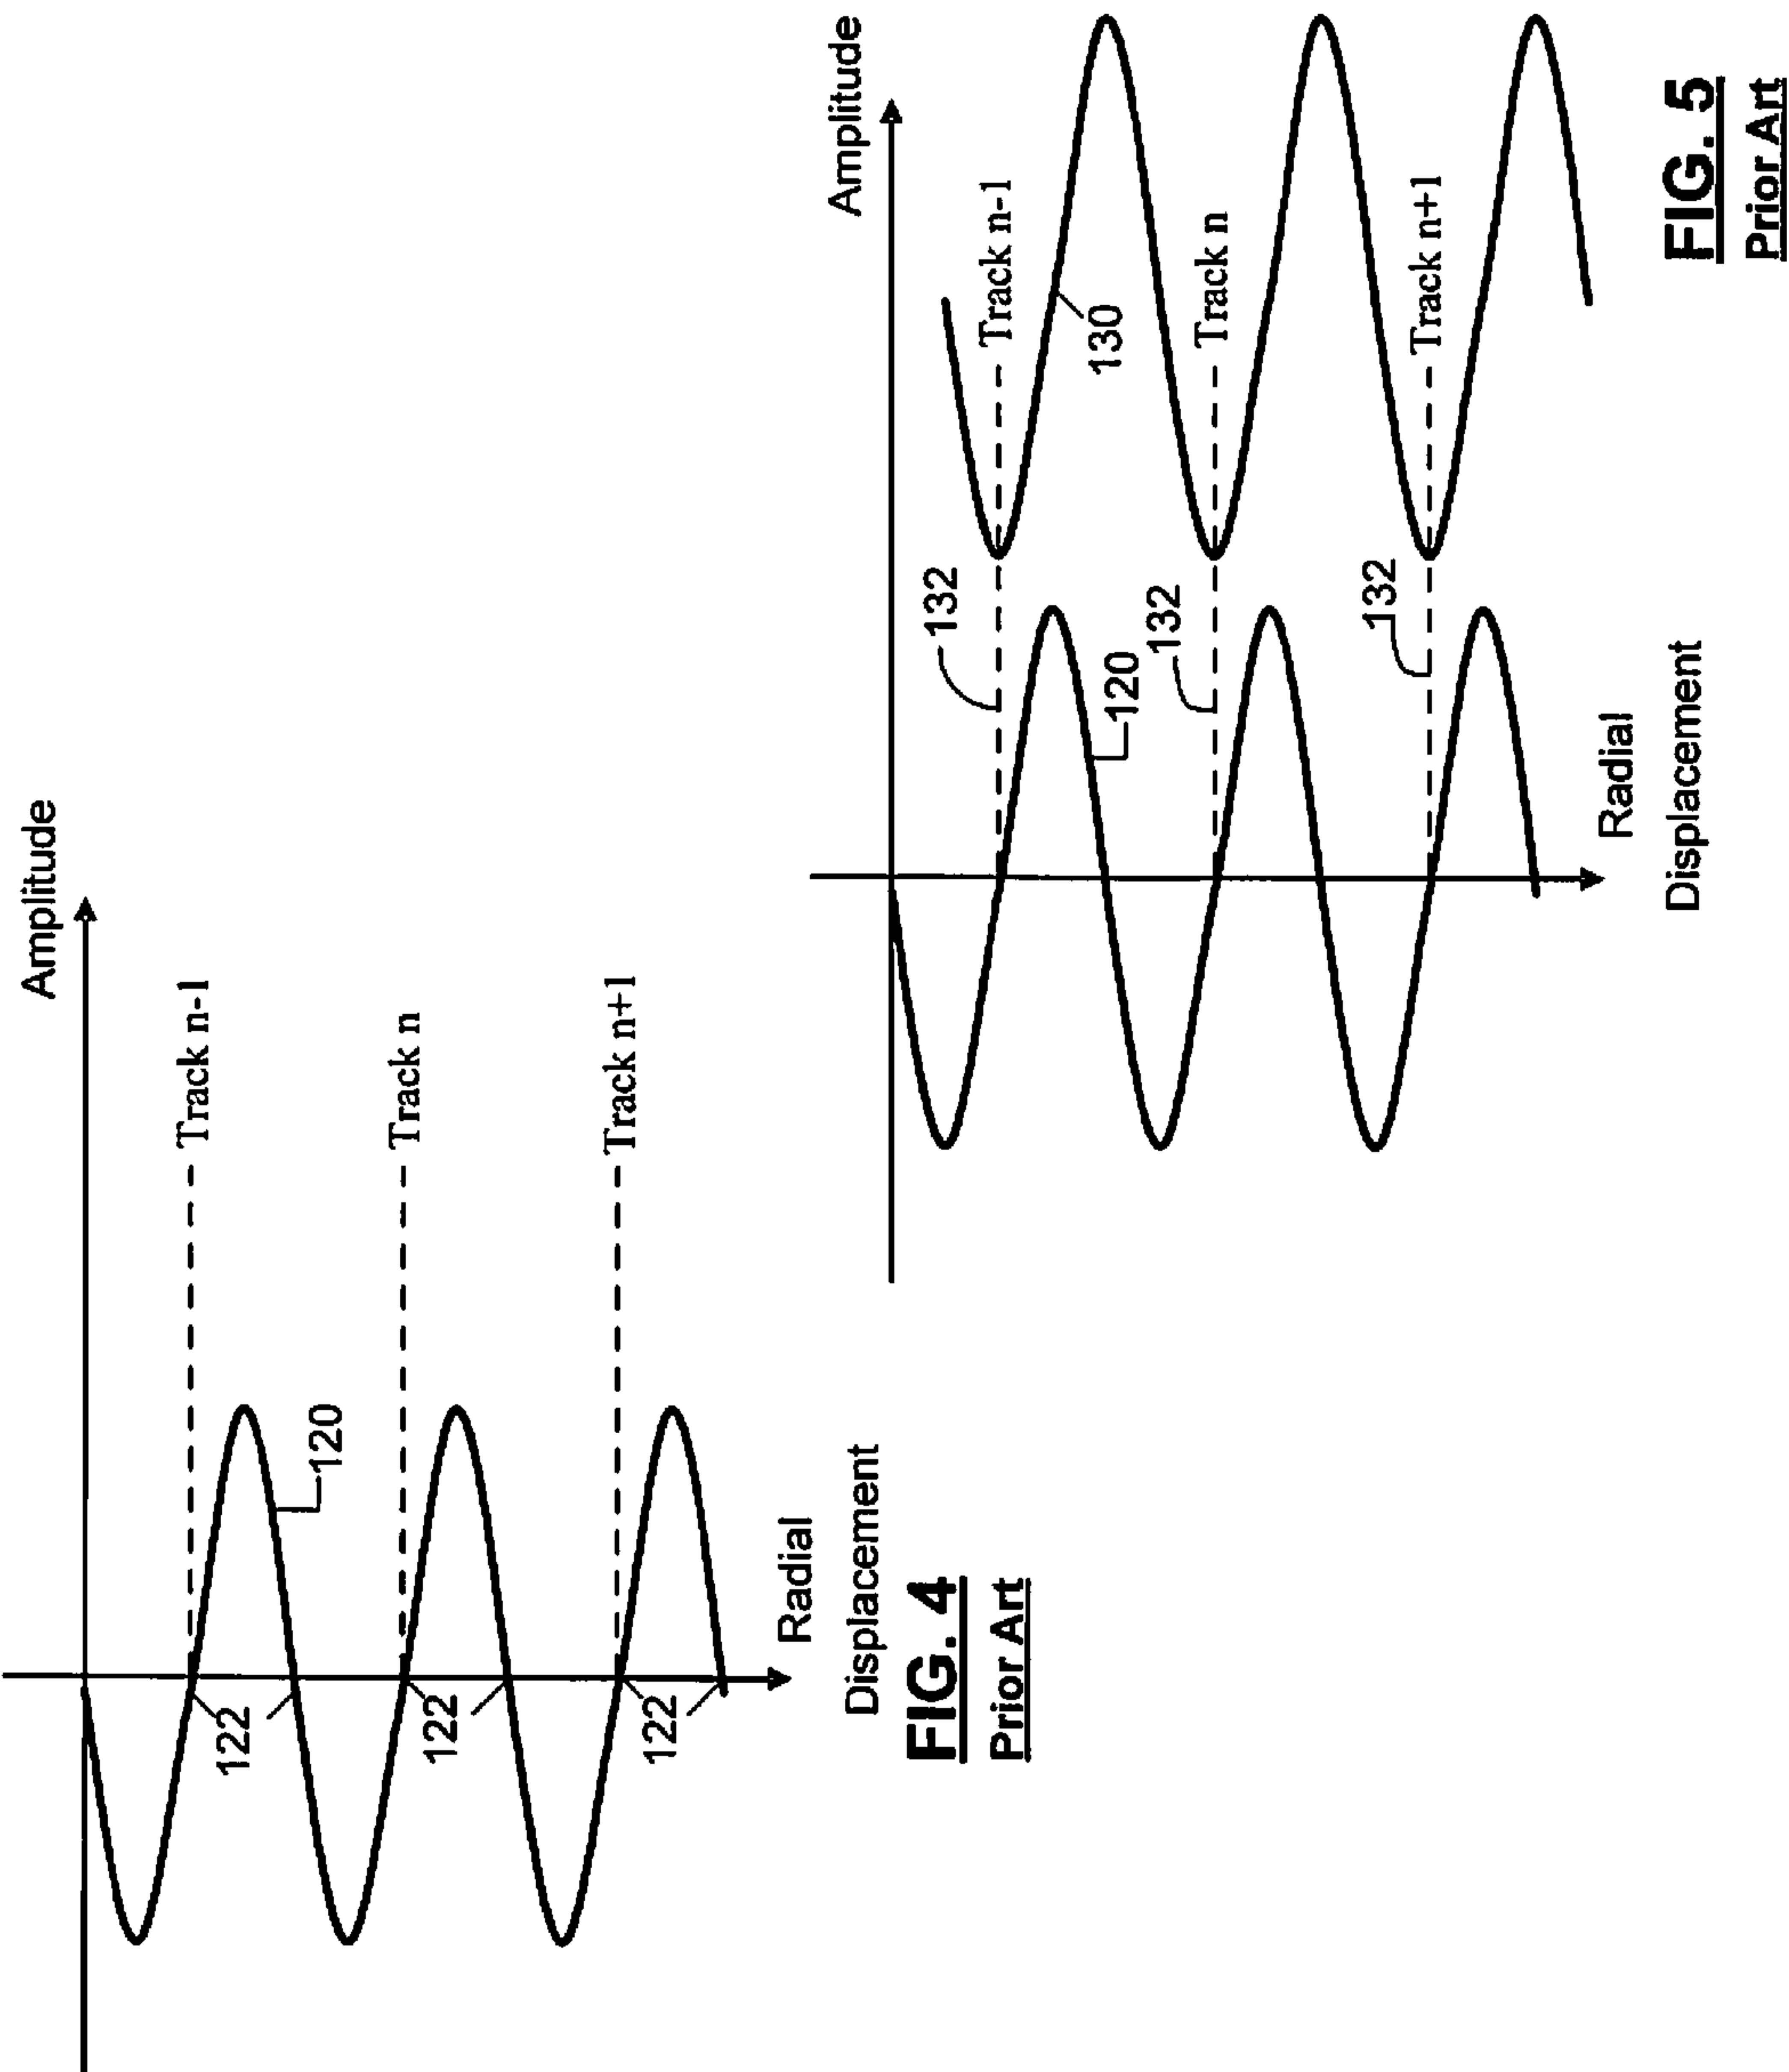 Amplitude
Track n-1
Track n
Track n+1
120
122
122
122
Radial
Displacement
FIG. 4
Prior Art
Amplitude
Track n-1
130
Track n
Track n+1
132
132
132
120
Radial
Displacement
FIG. 5
Prior Art